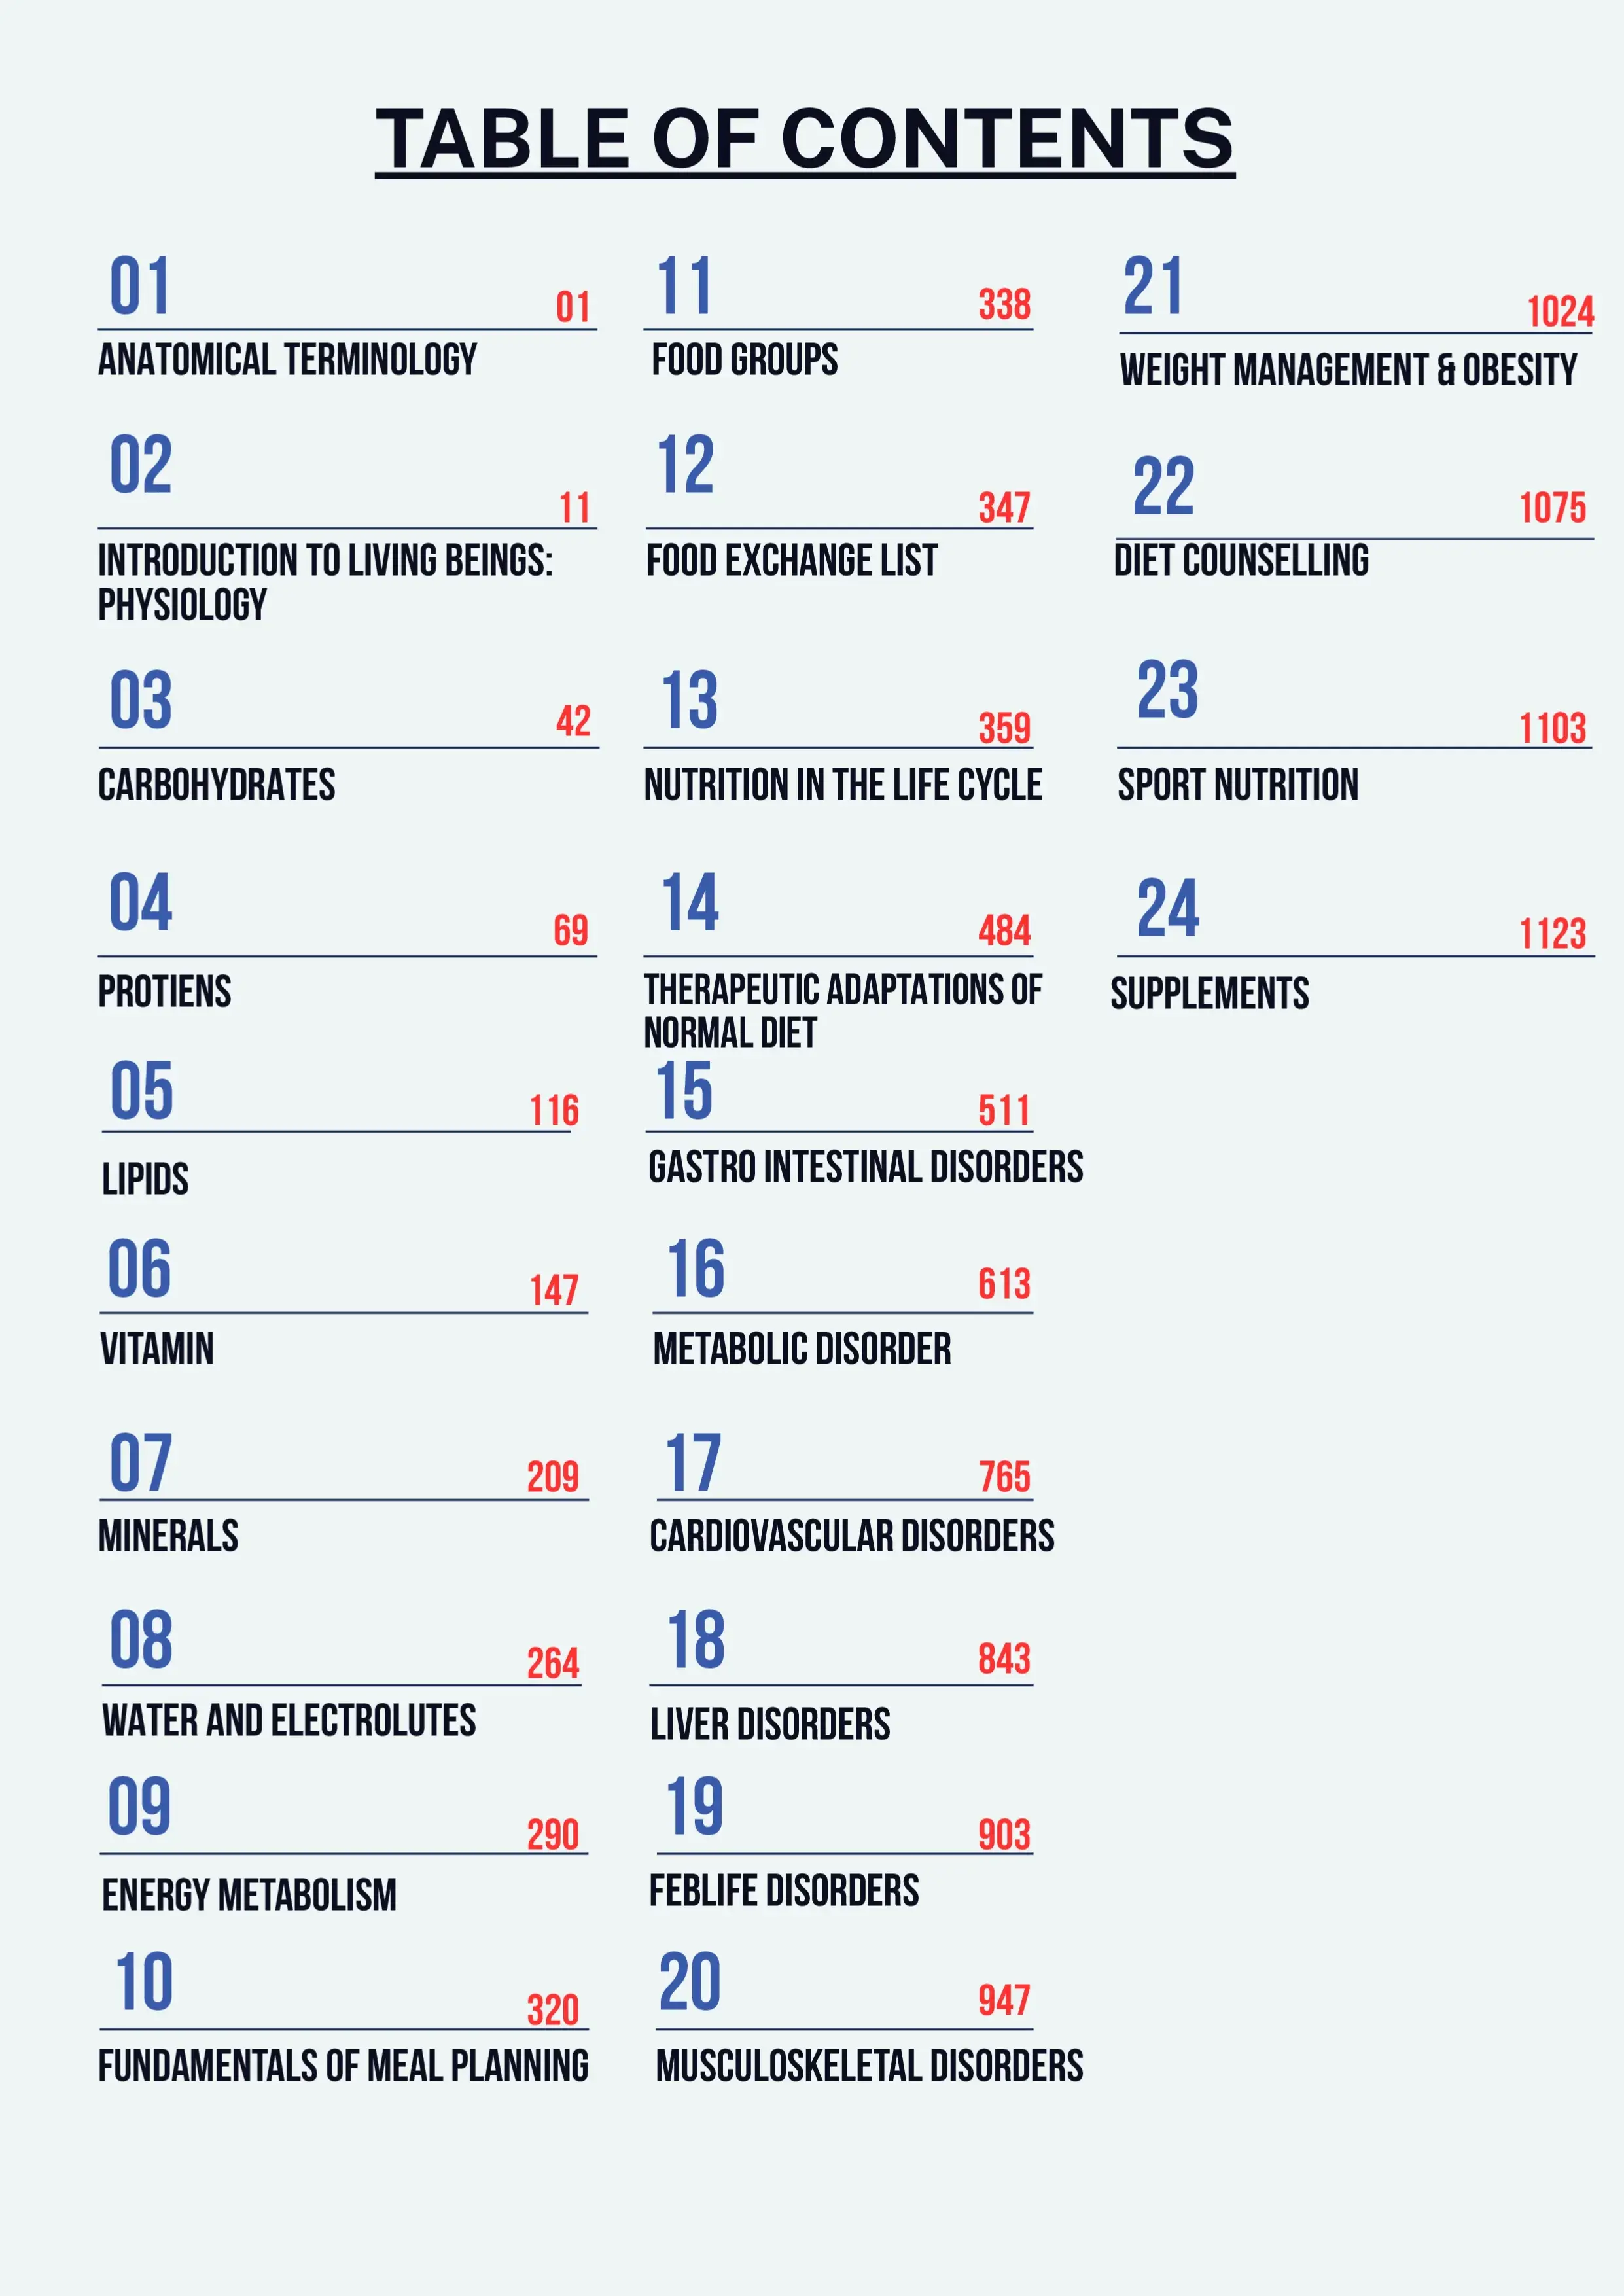 TABLE OF CONTENTS
01
01
ANATOMICAL TERMINOLOGY
02
11
INTRODUCTION TO LIVING BEINGS:
PHYSIOLOGY
03
42
CARBOHYDRATES
04
69
PROTIENS
05
116
LIPIDS
06
147
VITAMIN
07
209
MINERALS
08
264
WATER AND ELECTROLUTES
09
290
ENERGY METABOLISM
10
320
FUNDAMENTALS OF MEAL PLANNING
11
338
FOOD GROUPS
12
347
FOOD EXCHANGE LIST
13
359
NUTRITION IN THE LIFE CYCLE
14
484
THERAPEUTIC ADAPTATIONS OF
NORMAL DIET
15
511
GASTRO INTESTINAL DISORDERS
16
613
METABOLIC DISORDER
17
765
CARDIOVASCULAR DISORDERS
18
843
LIVER DISORDERS
19
903
FEBLIFE DISORDERS
20
947
MUSCULOSKELETAL DISORDERS
21
1024
WEIGHT MANAGEMENT & OBESITY
22
1075
DIET COUNSELLING
23
1103
SPORT NUTRITION
24
1123
SUPPLEMENTS